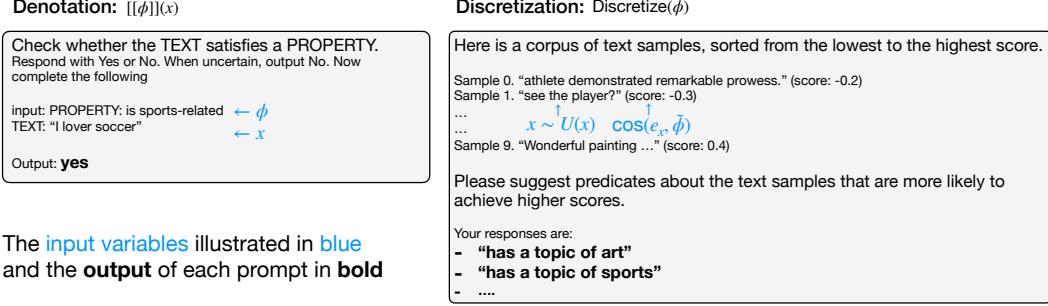 Denotation: [[ϕ]](x)
Check whether the TEXT satisfies a PROPERTY.
Respond with Yes or No. When uncertain, output No. Now
complete the following
input: PROPERTY: is sports-related ← ϕ
TEXT: “I lover soccer” ← x
Output: yes
The input variables illustrated in blue
and the output of each prompt in bold
Discretization: Discretize(ϕ)
Here is a corpus of text samples, sorted from the lowest to the highest score.
Sample 0. “athlete demonstrated remarkable prowess.” (score: -0.2)
Sample 1. “see the player?” (score: -0.3)
... ↑ ↑
... x ~ U(x) cos(eₓ, ϕ̃)
Sample 9. “Wonderful painting …” (score: 0.4)
Please suggest predicates about the text samples that are more likely to
achieve higher scores.
Your responses are:
- “has a topic of art”
- “has a topic of sports”
- ....